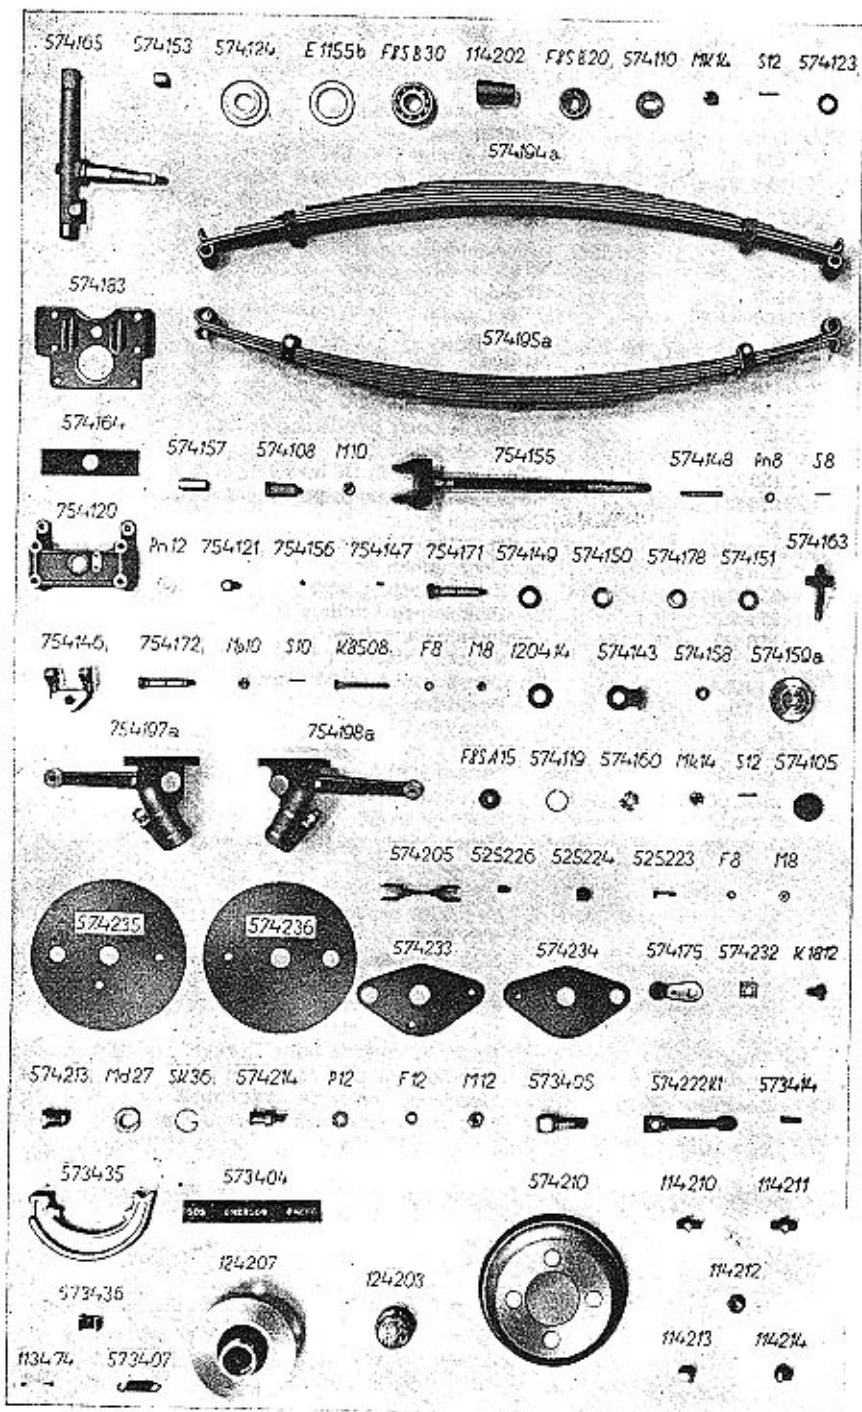 574165 574153 574124 E1155b F8SB30 114202 F8SB20 574110 MK14 S12 574123
574194a
574183
574195a
574164
574157 574108 M10 754155 574148 Pn8 S8
754120
Pn12 754121 754156 754147 754171 574149 574150 574178 574151 574163
754146 754172 Mp10 S10 K8508 F8 M8 120414 574143 574158 574159a
754197a 754198a
F8SA15 574119 574160 Mk14 S12 574105
574205 525226 525224 525223 F8 M8
574235 574236
574233 574234 574175 574232 K1812
574213 Md27 SK36 574214 P12 F12 M12 573405 574222K1 573414
573435 573404 574210 114210 114211
124207 124203 114212
573436
113474 573407 114213 114214